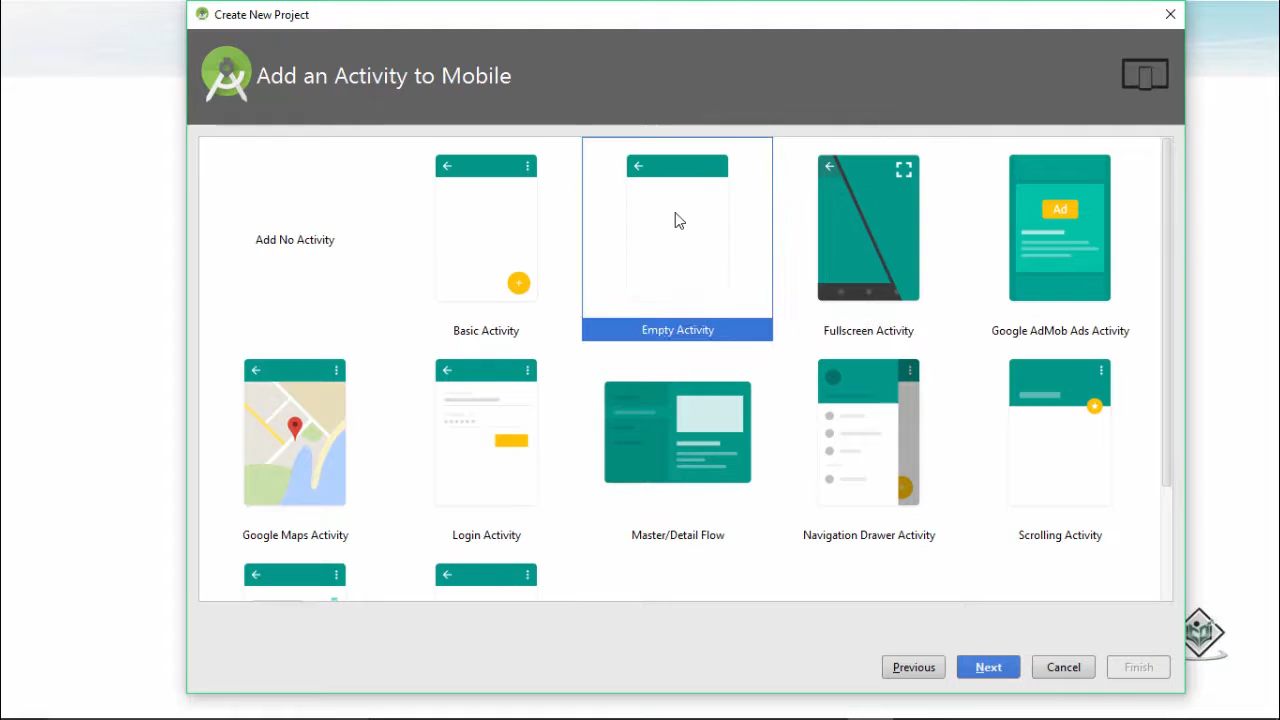 Create New Project
Add an Activity to Mobile
Add No Activity
Basic Activity
Empty Activity
Fullscreen Activity
Ad
Google AdMob Ads Activity
Google Maps Activity
Login Activity
Master/Detail Flow
Navigation Drawer Activity
Scrolling Activity
Previous
Next
Cancel
Finish